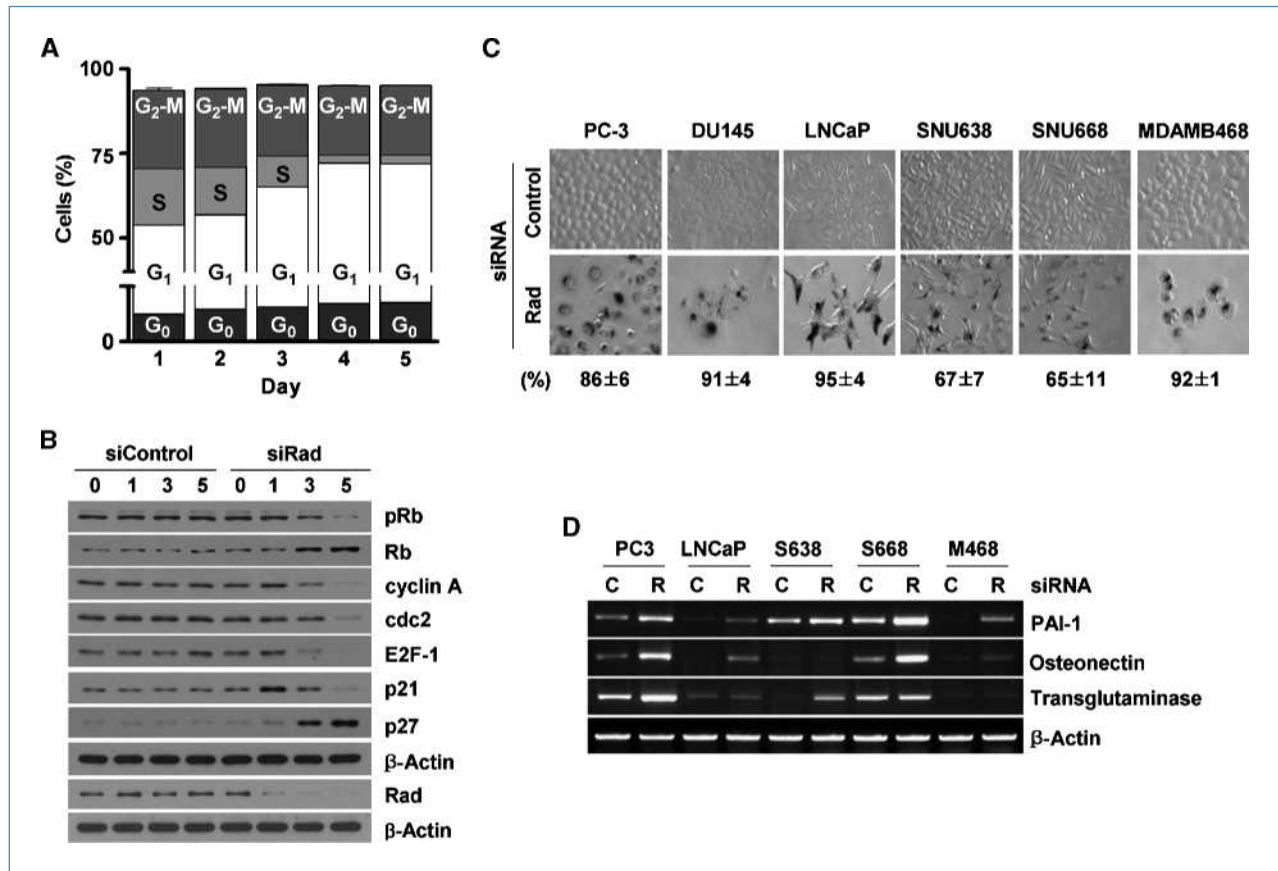 A
100
75
50
0
Cells (%)
G₂-M G₂-M G₂-M G₂-M G₂-M
S S S
G₁ G₁ G₁ G₁ G₁
G₀ G₀ G₀ G₀ G₀
1 2 3 4 5
Day
B
siControl siRad
0 1 3 5 0 1 3 5
pRb
Rb
cyclin A
cdc2
E2F-1
p21
p27
β-Actin
Rad
β-Actin
C
PC-3 DU145 LNCaP SNU638 SNU668 MDAMB468
siRNA
Control
Rad
(%) 86±6 91±4 95±4 67±7 65±11 92±1
D
PC3 LNCaP S638 S668 M468
C R C R C R C R C R siRNA
PAI-1
Osteonectin
Transglutaminase
β-Actin